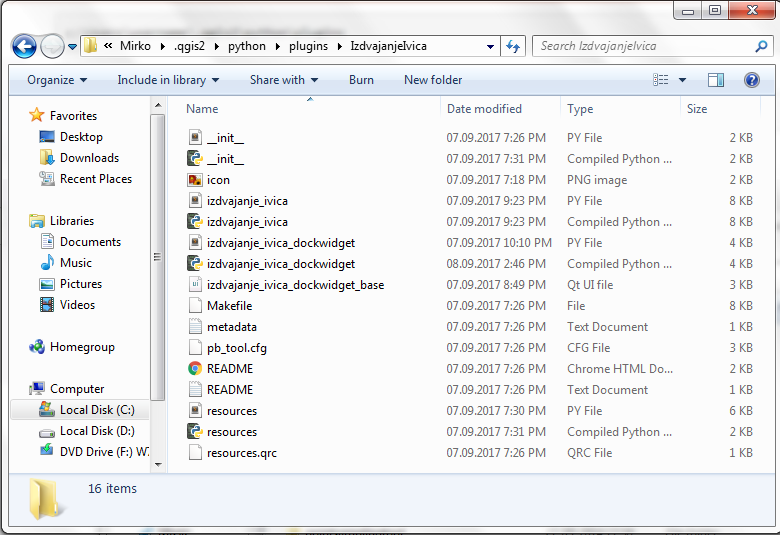 « Mirko ▸ .qgis2 ▸ python ▸ plugins ▸ IzdvajanjeIvica
Search IzdvajanjeIvica
Organize Include in library Share with Burn New folder
Favorites
Desktop
Downloads
Recent Places
Libraries
Documents
Music
Pictures
Videos
Homegroup
Computer
Local Disk (C:)
Local Disk (D:)
DVD Drive (F:) W7
Name Date modified Type Size
__init__ 07.09.2017 7:26 PM PY File 2 KB
__init__ 07.09.2017 7:31 PM Compiled Python ... 2 KB
icon 07.09.2017 7:18 PM PNG image 2 KB
izdvajanje_ivica 07.09.2017 9:23 PM PY File 8 KB
izdvajanje_ivica 07.09.2017 9:23 PM Compiled Python ... 8 KB
izdvajanje_ivica_dockwidget 07.09.2017 10:10 PM PY File 4 KB
izdvajanje_ivica_dockwidget 08.09.2017 2:46 PM Compiled Python ... 4 KB
izdvajanje_ivica_dockwidget_base 07.09.2017 8:49 PM Qt UI file 3 KB
Makefile 07.09.2017 7:26 PM File 8 KB
metadata 07.09.2017 7:26 PM Text Document 1 KB
pb_tool.cfg 07.09.2017 7:26 PM CFG File 3 KB
README 07.09.2017 7:26 PM Chrome HTML Do... 2 KB
README 07.09.2017 7:26 PM Text Document 1 KB
resources 07.09.2017 7:30 PM PY File 6 KB
resources 07.09.2017 7:31 PM Compiled Python ... 2 KB
resources.qrc 07.09.2017 7:26 PM QRC File 1 KB
16 items